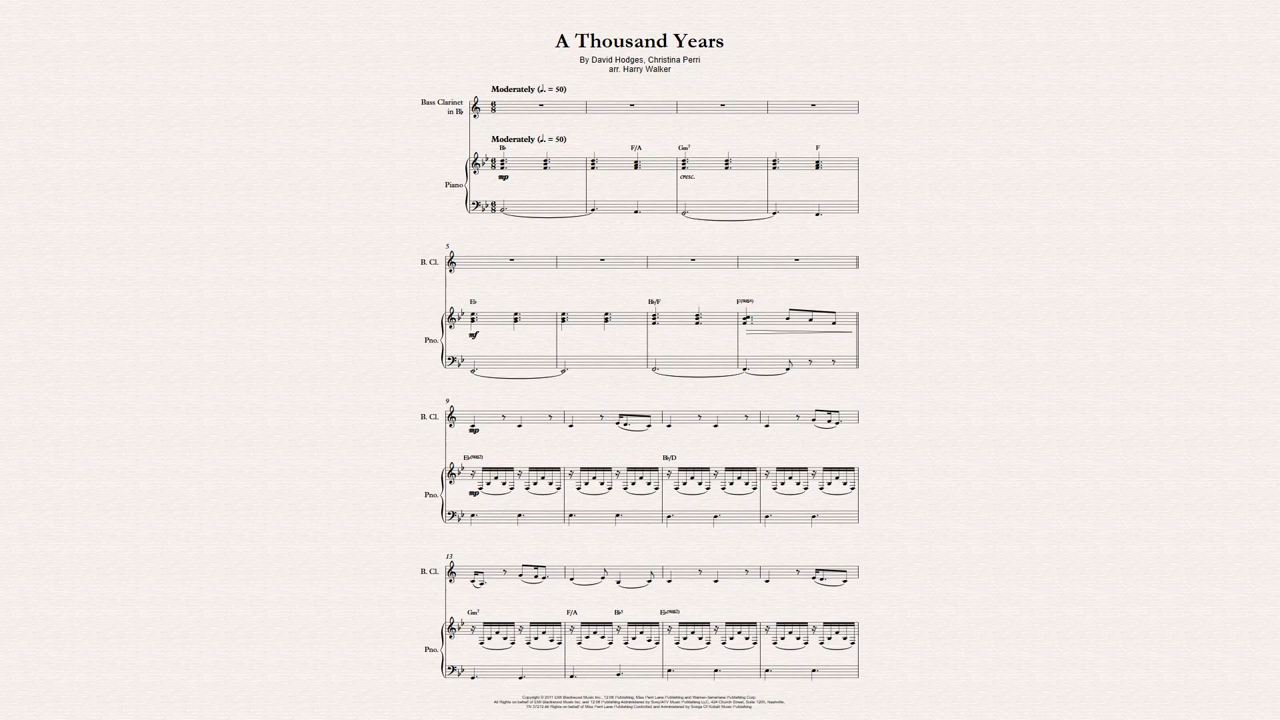 A Thousand Years
By David Hodges, Christina Perri
arr. Harry Walker
Moderately (♩. = 50)
Bass Clarinet
in B♭
Moderately (♩. = 50)
B♭ F/A Gm⁷ F
mp cresc.
Piano
5
B. Cl.
E♭ B♭/F
mf
Pno.
9
B. Cl.
mp
B♭/D
mp
Pno.
13
B. Cl.
Gm⁷ F/A
Pno.